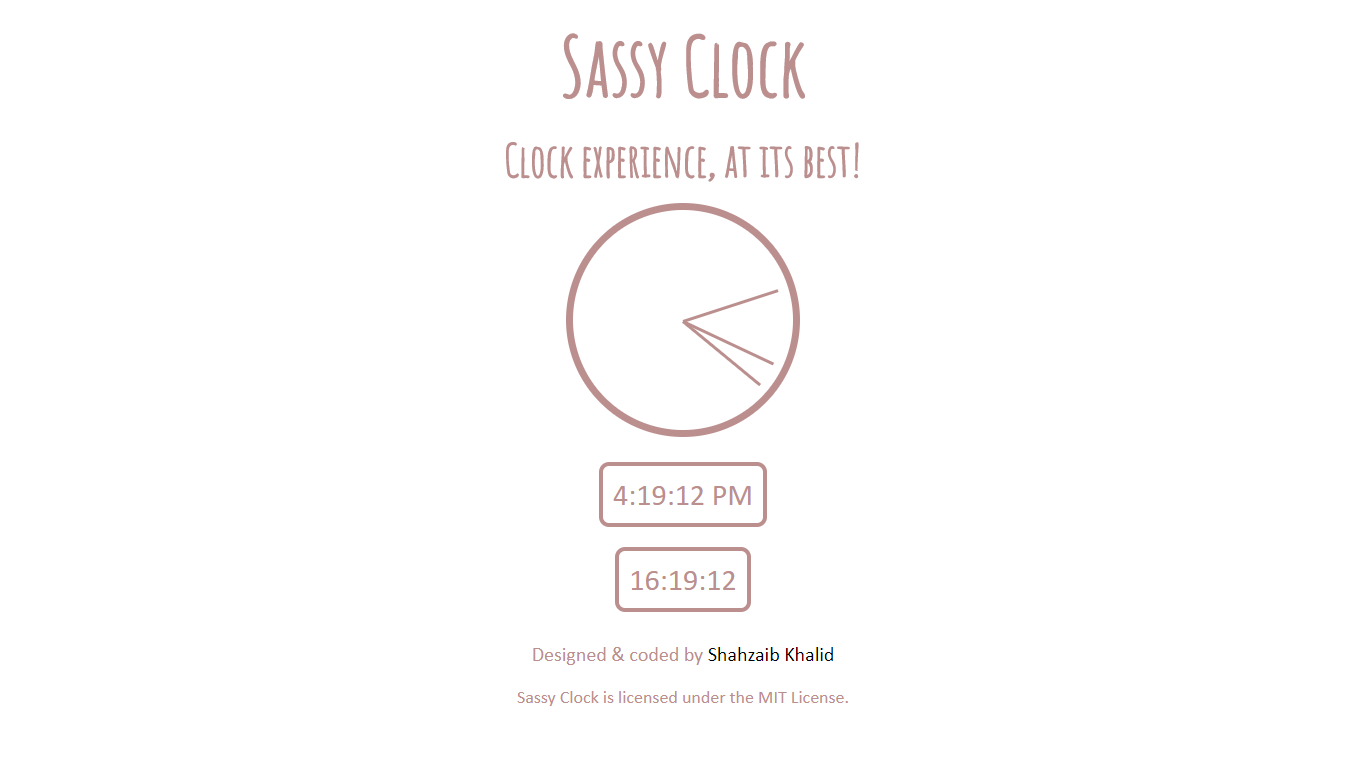 Sassy Clock
Clock experience, at its best!
4:19:12 PM
16:19:12
Designed & coded by Shahzaib Khalid
Sassy Clock is licensed under the MIT License.